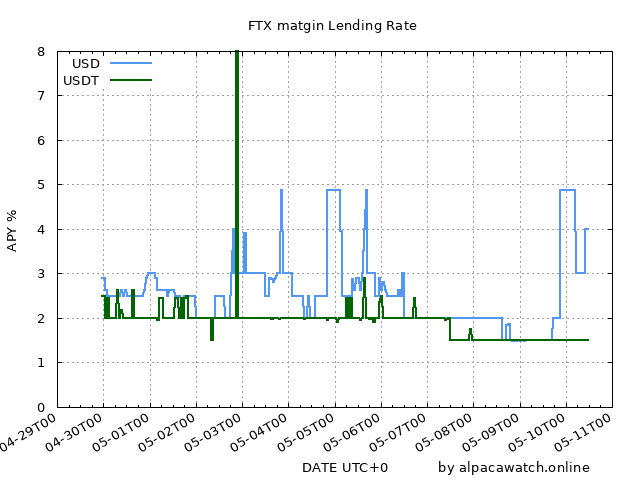 FTX matgin Lending Rate
USD
USDT
8
7
6
5
4
3
2
1
0
APY %
04-29T00
04-30T00
05-01T00
05-02T00
05-03T00
05-04T00
05-05T00
05-06T00
05-07T00
05-08T00
05-09T00
05-10T00
05-11T00
DATE UTC+0
by alpacawatch.online